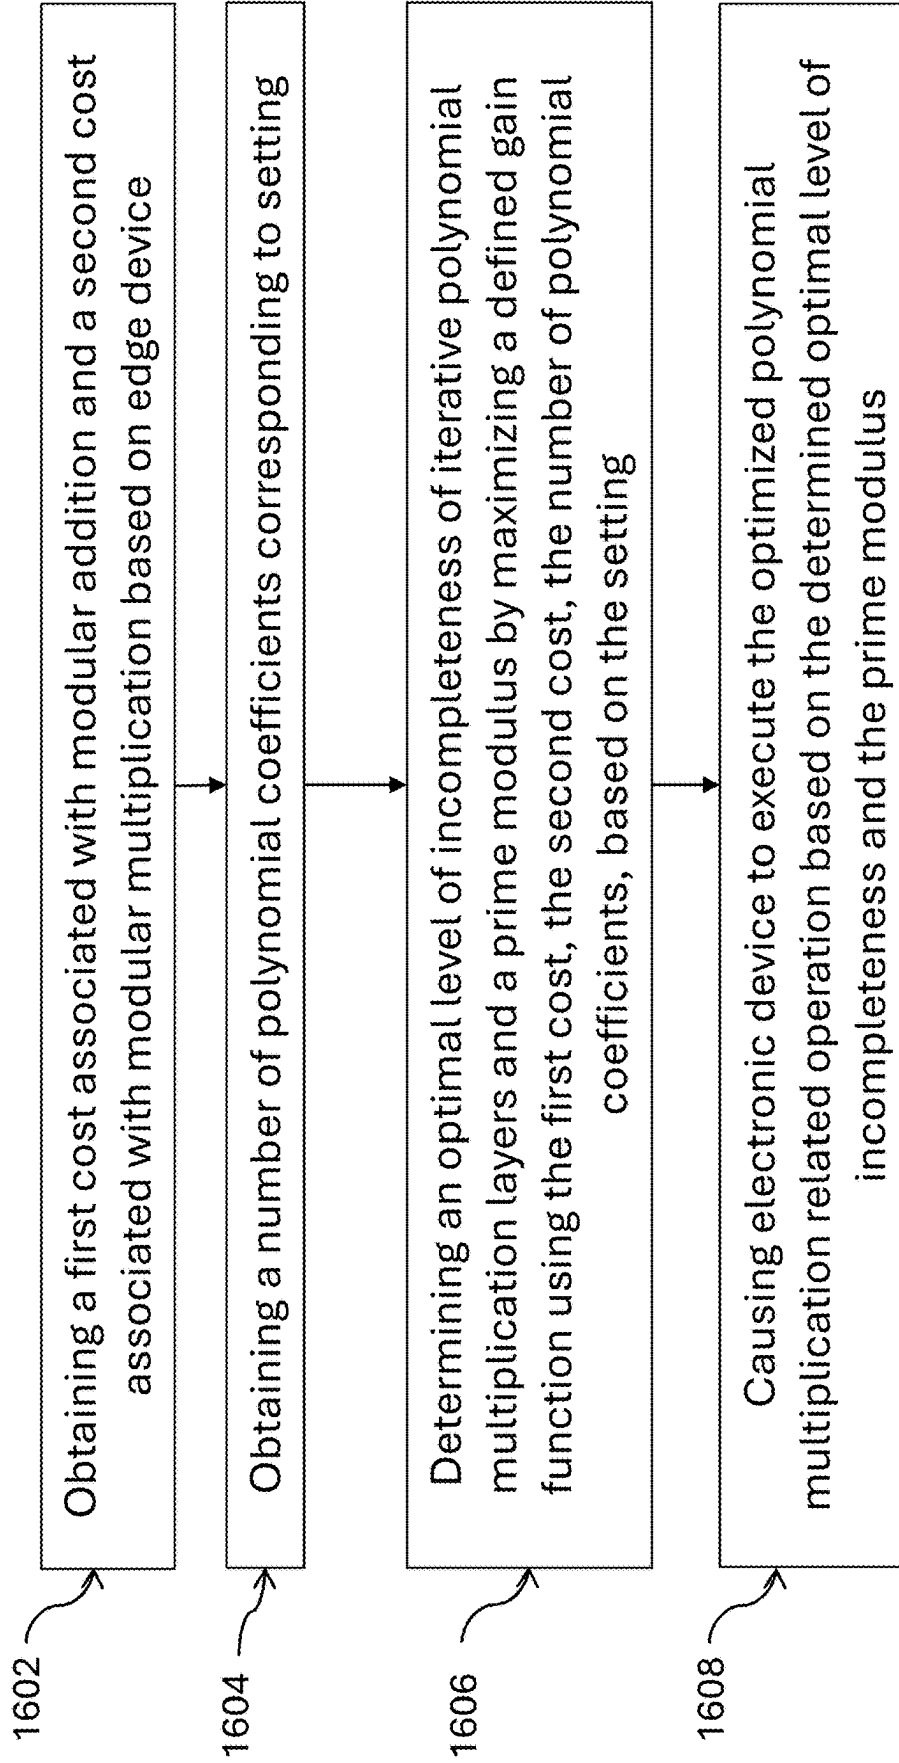 1602
Obtaining a first cost associated with modular addition and a second cost
associated with modular multiplication based on edge device
1604
Obtaining a number of polynomial coefficients corresponding to setting
1606
Determining an optimal level of incompleteness of iterative polynomial
multiplication layers and a prime modulus by maximizing a defined gain
function using the first cost, the second cost, the number of polynomial
coefficients, based on the setting
1608
Causing electronic device to execute the optimized polynomial
multiplication related operation based on the determined optimal level of
incompleteness and the prime modulus